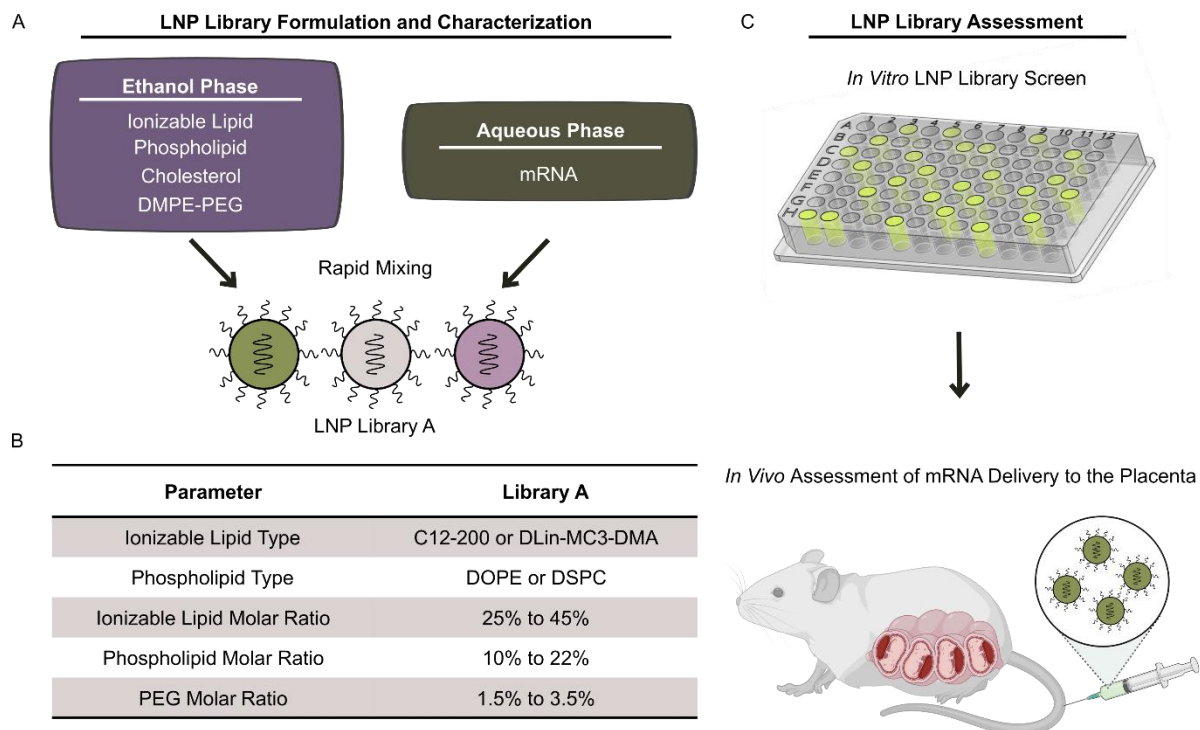 A
LNP Library Formulation and Characterization
Ethanol Phase
Ionizable Lipid
Phospholipid
Cholesterol
DMPE-PEG
Aqueous Phase
mRNA
Rapid Mixing
LNP Library A
B
Parameter Library A
Ionizable Lipid Type C12-200 or DLin-MC3-DMA
Phospholipid Type DOPE or DSPC
Ionizable Lipid Molar Ratio 25% to 45%
Phospholipid Molar Ratio 10% to 22%
PEG Molar Ratio 1.5% to 3.5%
C
LNP Library Assessment
In Vitro LNP Library Screen
1 2 3 4 5 6 7 8 9 10 11 12
A
B
C
D
E
F
G
H
In Vivo Assessment of mRNA Delivery to the Placenta